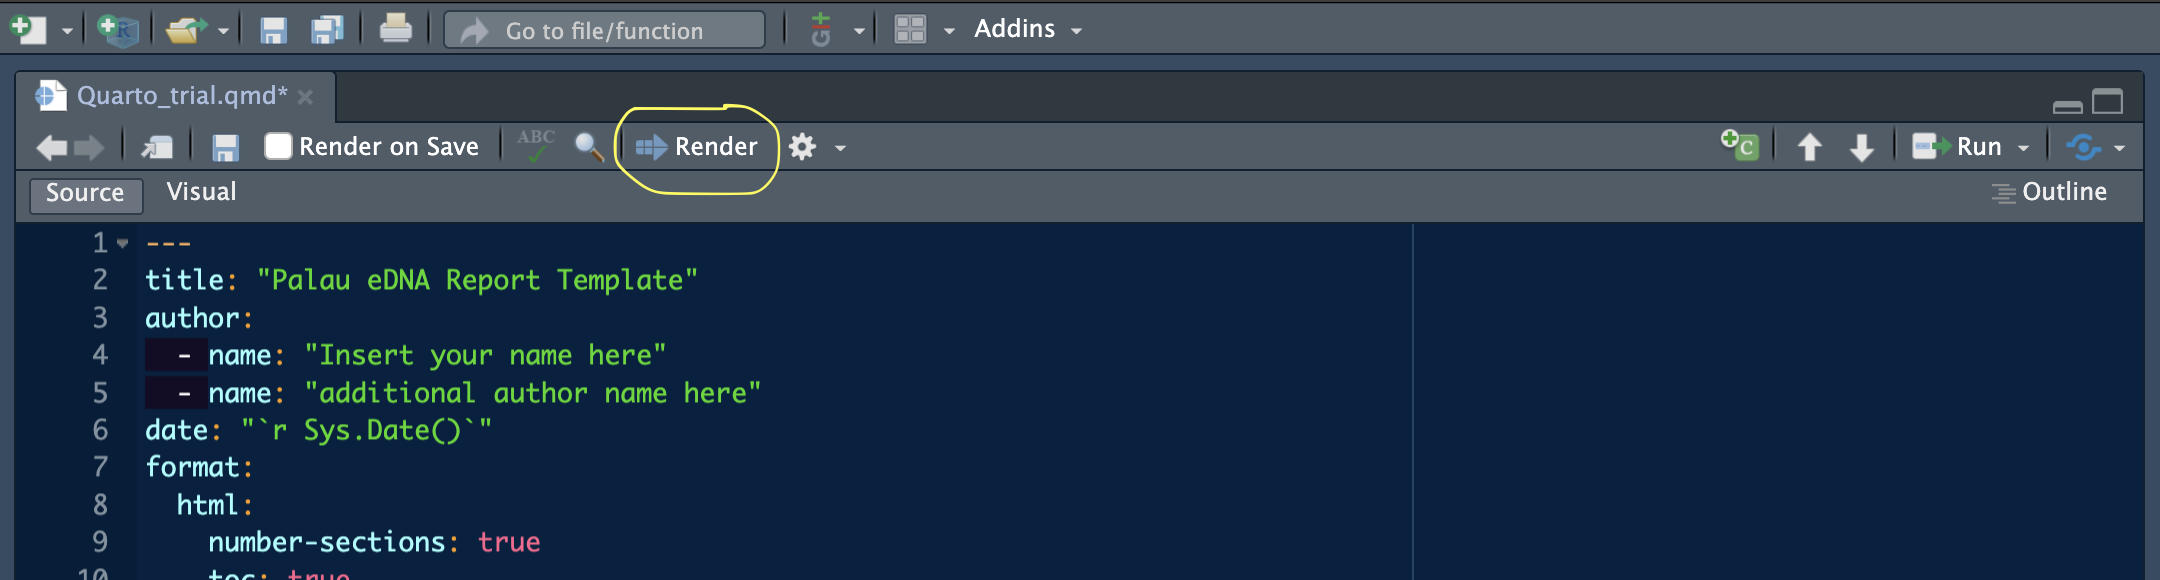 Go to file/function
Addins
Quarto_trial.qmd*
Render on Save
ABC
Render
Run
Source
Visual
Outline
1 ---
2 title: "Palau eDNA Report Template"
3 author:
4   - name: "Insert your name here"
5   - name: "additional author name here"
6 date: "`r Sys.Date()`"
7 format:
8   html:
9     number-sections: true
10     toc: true